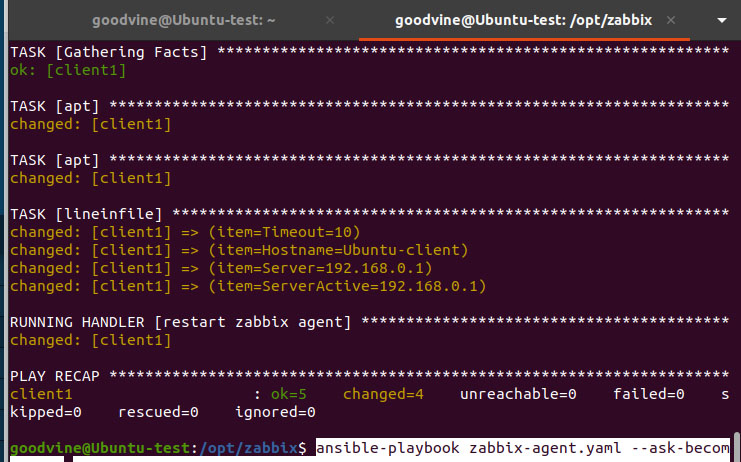 goodvine@Ubuntu-test: ~ × goodvine@Ubuntu-test: /opt/zabbix ×
TASK [Gathering Facts] *********************************************************
ok: [client1]
TASK [apt] *********************************************************************
changed: [client1]
TASK [apt] *********************************************************************
changed: [client1]
TASK [lineinfile] **************************************************************
changed: [client1] => (item=Timeout=10)
changed: [client1] => (item=Hostname=Ubuntu-client)
changed: [client1] => (item=Server=192.168.0.1)
changed: [client1] => (item=ServerActive=192.168.0.1)
RUNNING HANDLER [restart zabbix agent] *****************************************
changed: [client1]
PLAY RECAP *********************************************************************
client1                    : ok=5    changed=4    unreachable=0    failed=0    s
kipped=0    rescued=0    ignored=0
goodvine@Ubuntu-test:/opt/zabbix$ ansible-playbook zabbix-agent.yaml --ask-becom